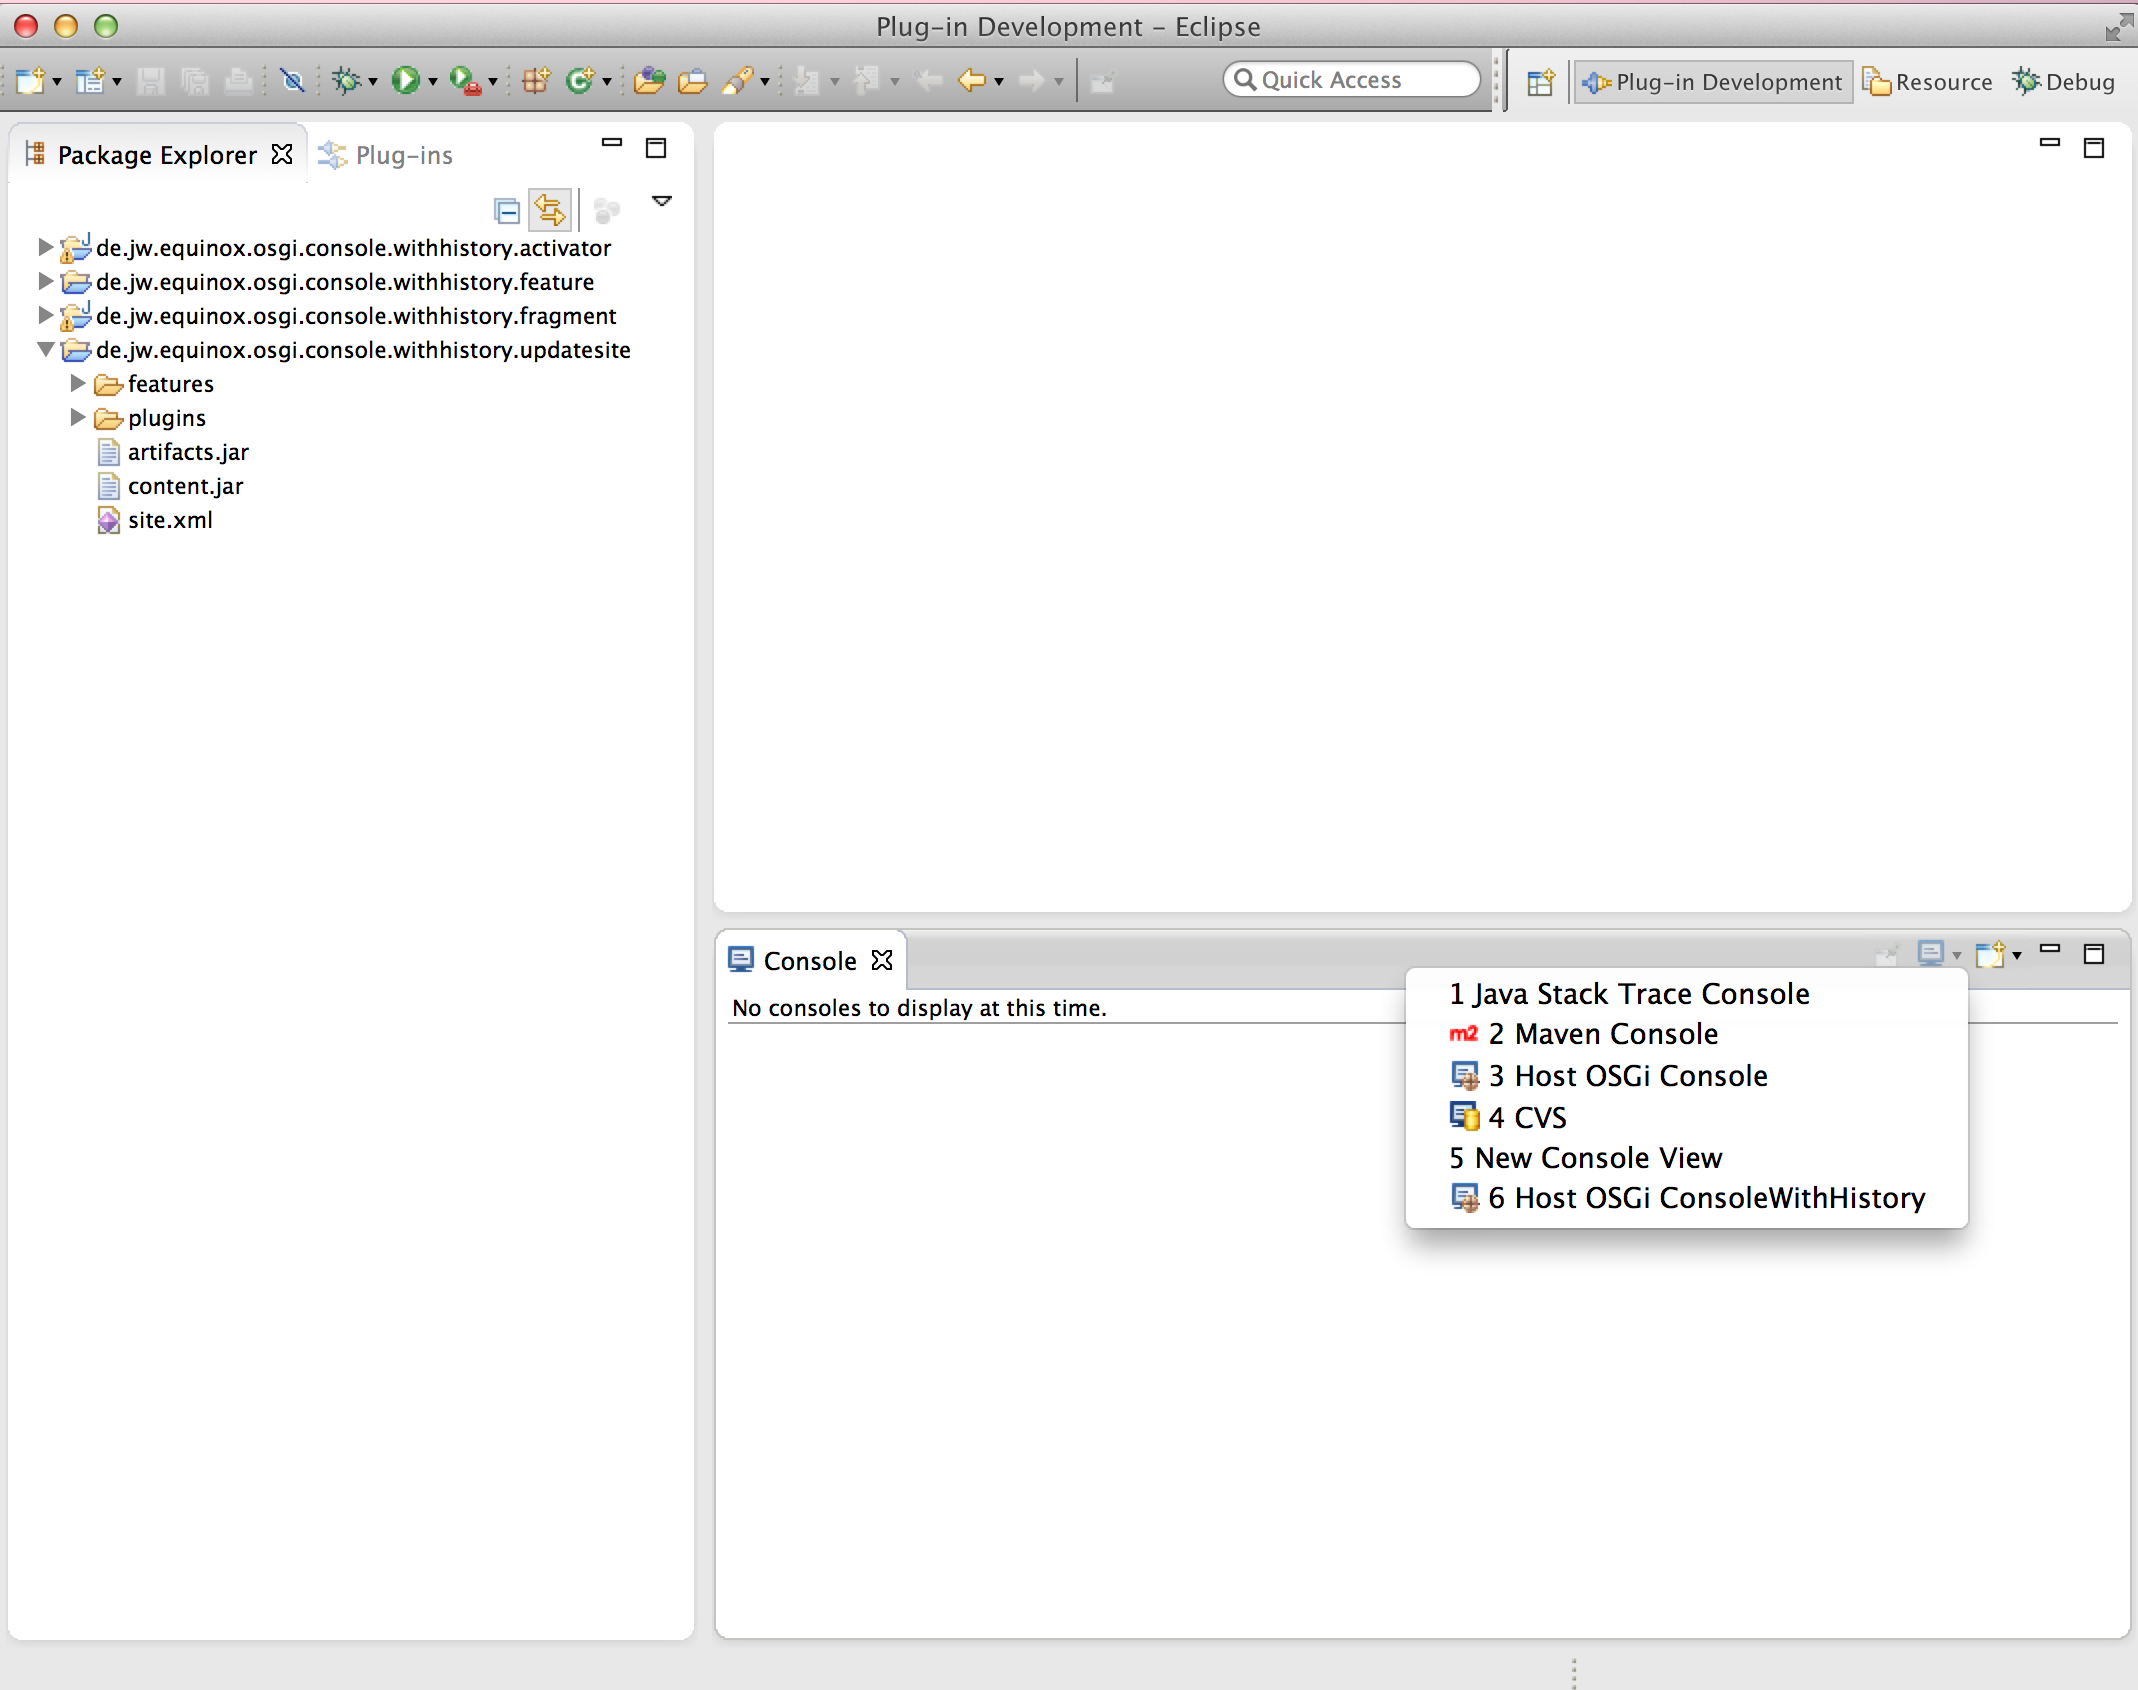 Plug-in Development - Eclipse
Quick Access
Plug-in Development
Resource
Debug
Package Explorer
Plug-ins
de.jw.equinox.osgi.console.withhistory.activator
de.jw.equinox.osgi.console.withhistory.feature
de.jw.equinox.osgi.console.withhistory.fragment
de.jw.equinox.osgi.console.withhistory.updatesite
features
plugins
artifacts.jar
content.jar
site.xml
Console
No consoles to display at this time.
1 Java Stack Trace Console
m2 2 Maven Console
3 Host OSGi Console
4 CVS
5 New Console View
6 Host OSGi ConsoleWithHistory